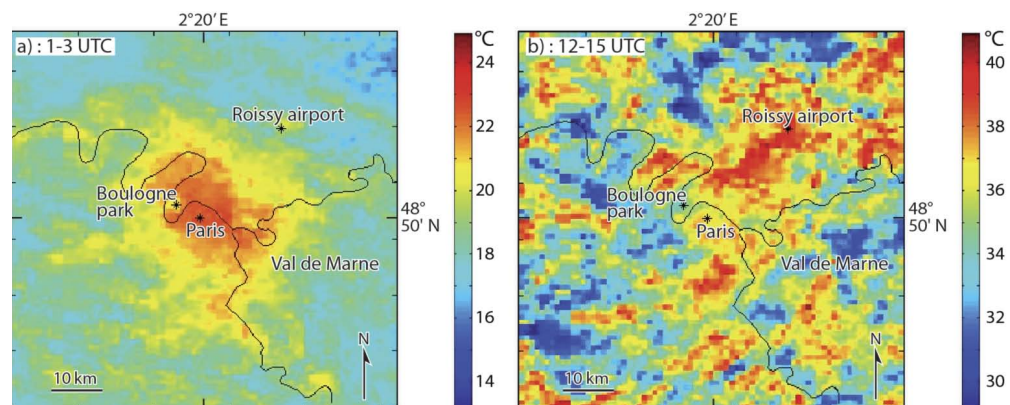 2°20' E
a) : 1-3 UTC
Roissy airport
Boulogne
park
Paris
Val de Marne
10 km
N
°C
24
22
20
18
16
14
2°20' E
b) : 12-15 UTC
Roissy airport
Boulogne
park
Paris
Val de Marne
10 km
N
48°
50' N
°C
40
38
36
34
32
30
48°
50' N